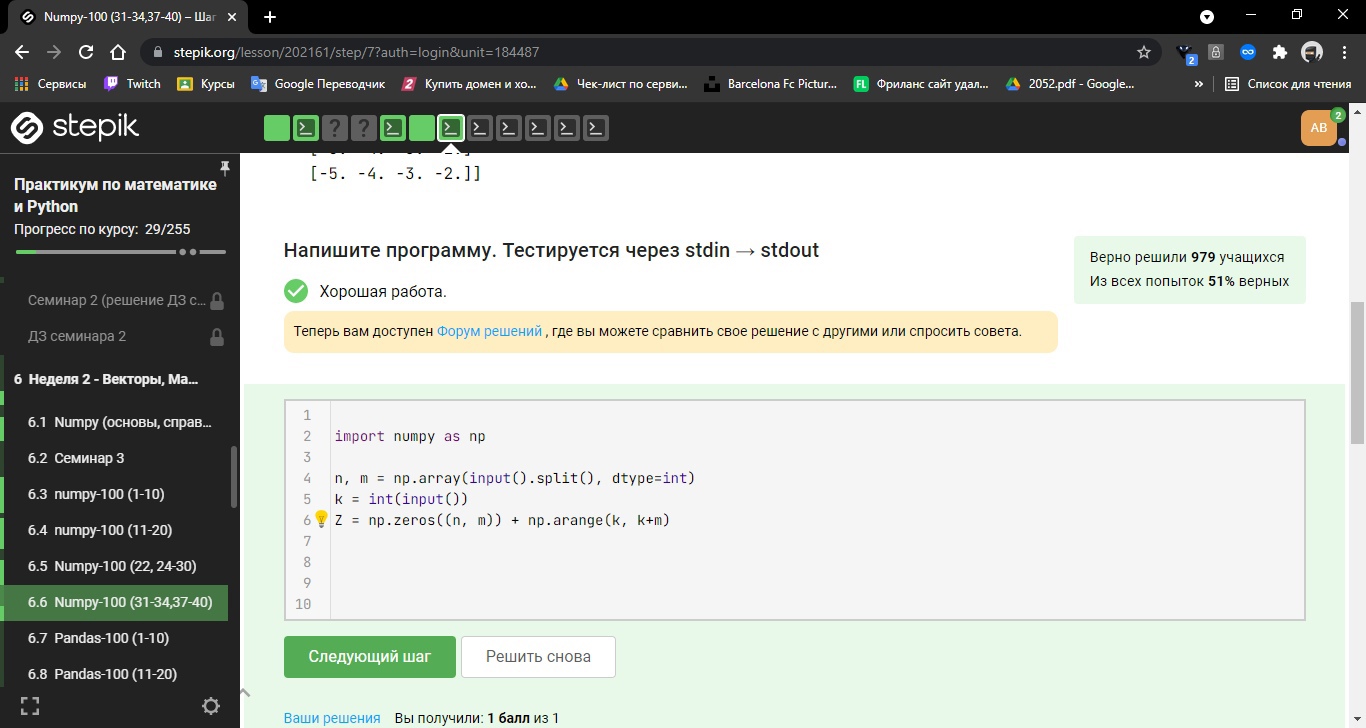 Numpy-100 (31-34,37-40) – Шаг
stepik.org/lesson/202161/step/7?auth=login&unit=184487
2
Сервисы
Twitch
Курсы
Google Переводчик
Купить домен и хо...
Чек-лист по серви...
Barcelona Fc Pictur...
FL
Фриланс сайт удал...
2052.pdf - Google...
»
Список для чтения
stepik
? ?
AB
2
Практикум по математике
и Python
Прогресс по курсу: 29/255
Семинар 2 (решение ДЗ с...
ДЗ семинара 2
6 Неделя 2 - Векторы, Ма...
6.1 Numpy (основы, справ...
6.2 Семинар 3
6.3 numpy-100 (1-10)
6.4 numpy-100 (11-20)
6.5 Numpy-100 (22, 24-30)
6.6 Numpy-100 (31-34,37-40)
6.7 Pandas-100 (1-10)
6.8 Pandas-100 (11-20)
[-5. -4. -3. -2.]]
Напишите программу. Тестируется через stdin → stdout
Верно решили 979 учащихся
Из всех попыток 51% верных
Хорошая работа.
Теперь вам доступен Форум решений , где вы можете сравнить свое решение с другими или спросить совета.
1
2 import numpy as np
3
4 n, m = np.array(input().split(), dtype=int)
5 k = int(input())
6 Z = np.zeros((n, m)) + np.arange(k, k+m)
7
8
9
10
Следующий шаг
Решить снова
Ваши решения Вы получили: 1 балл из 1